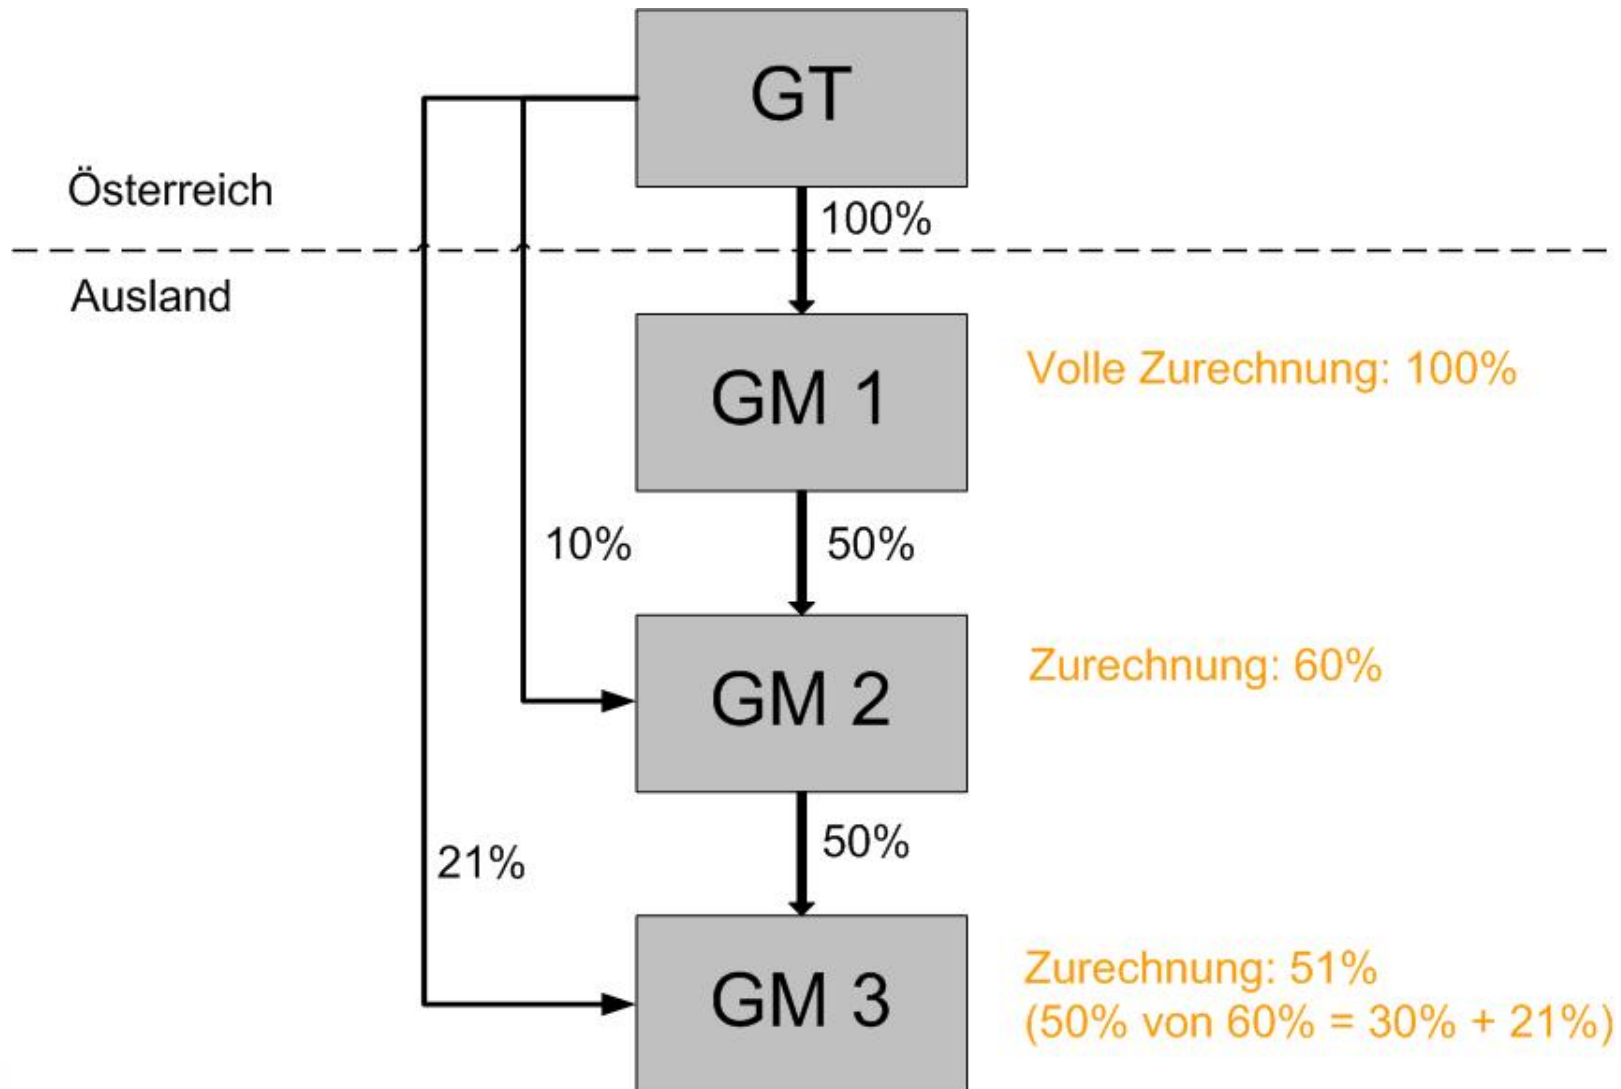 GT
Österreich
100%
Ausland
GM 1
Volle Zurechnung: 100%
10%
50%
GM 2
Zurechnung: 60%
50%
21%
GM 3
Zurechnung: 51%
(50% von 60% = 30% + 21%)